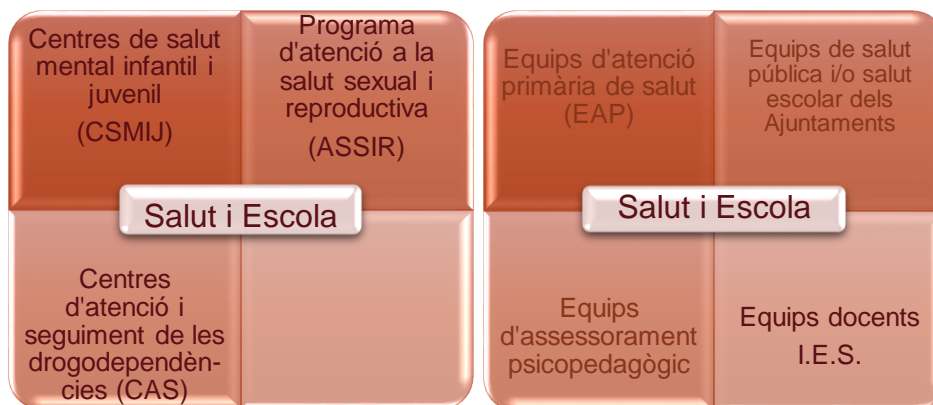 Centres de salut
mental infantil i
juvenil
(CSMIJ)
Programa
d'atenció a la
salut sexual i
reproductiva
(ASSIR)
Salut i Escola
Centres
d'atenció i
seguiment de les
drogodependèn-
cies (CAS)
Equips d'atenció
primària de salut
(EAP)
Equips de salut
pública i/o salut
escolar dels
Ajuntaments
Salut i Escola
Equips
d'assessorament
psicopedagògic
Equips docents
I.E.S.